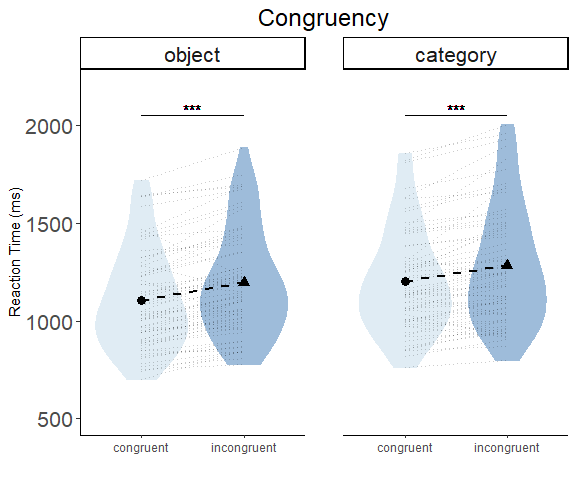 Congruency
object
category
***
***
2000
1500
1000
500
Reaction Time (ms)
congruent
incongruent
congruent
incongruent